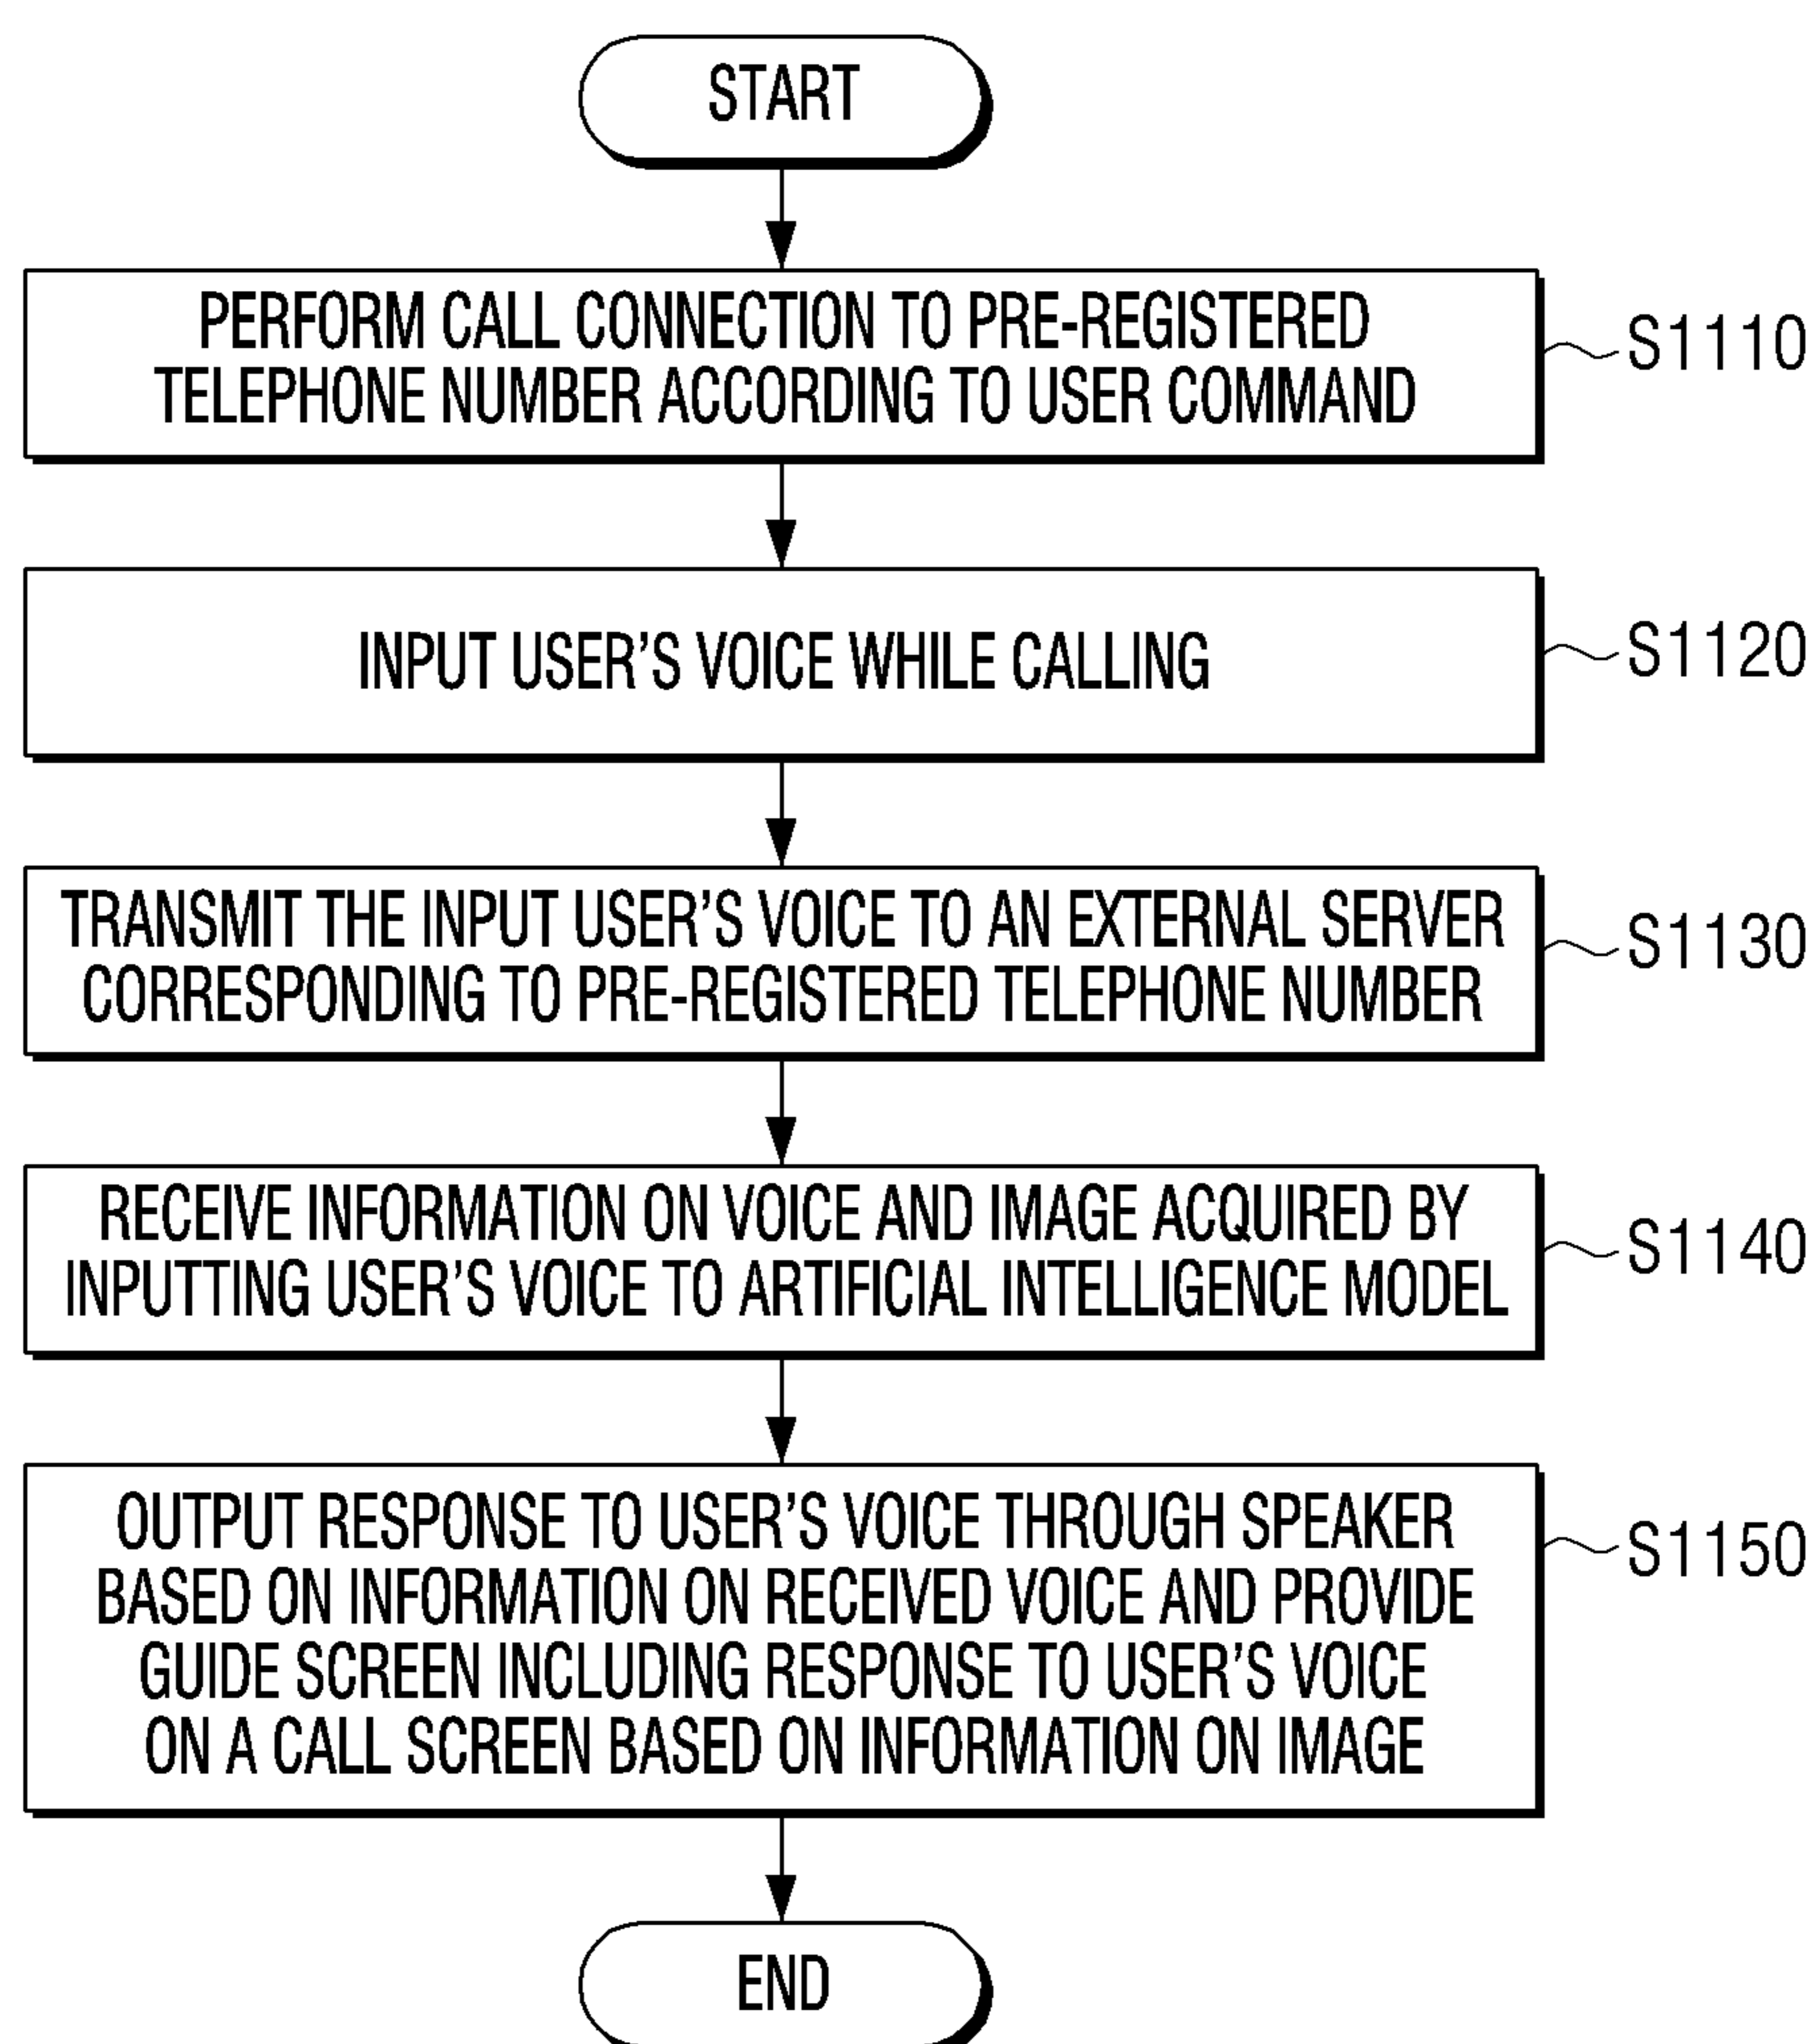 START
PERFORM CALL CONNECTION TO PRE-REGISTERED
TELEPHONE NUMBER ACCORDING TO USER COMMAND
S1110
INPUT USER’S VOICE WHILE CALLING
S1120
TRANSMIT THE INPUT USER’S VOICE TO AN EXTERNAL SERVER
CORRESPONDING TO PRE-REGISTERED TELEPHONE NUMBER
S1130
RECEIVE INFORMATION ON VOICE AND IMAGE ACQUIRED BY
INPUTTING USER’S VOICE TO ARTIFICIAL INTELLIGENCE MODEL
S1140
OUTPUT RESPONSE TO USER’S VOICE THROUGH SPEAKER
BASED ON INFORMATION ON RECEIVED VOICE AND PROVIDE
GUIDE SCREEN INCLUDING RESPONSE TO USER’S VOICE
ON A CALL SCREEN BASED ON INFORMATION ON IMAGE
S1150
END